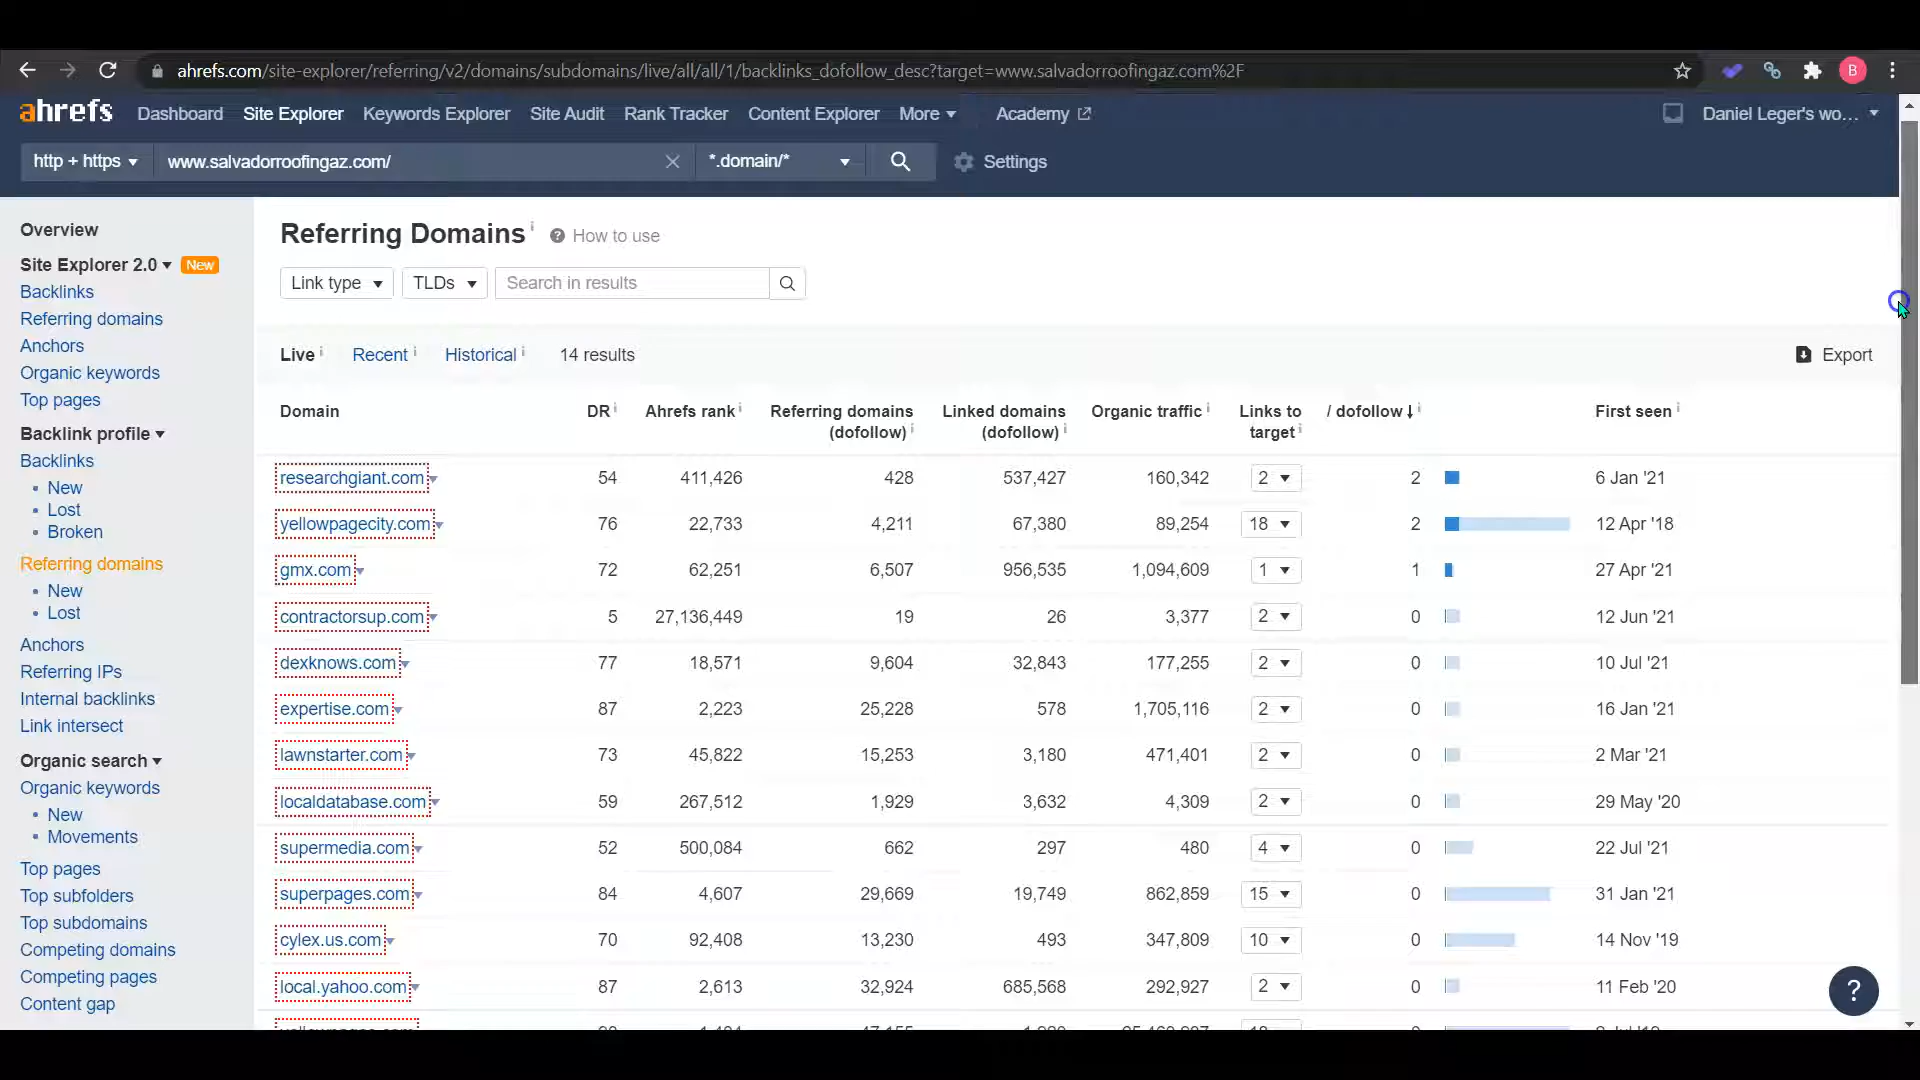 ahrefs.com/site-explorer/referring/v2/domains/subdomains/live/all/all/1/backlinks_dofollow_desc?target=www.salvadorroofingaz.com%2F
B
ahrefs Dashboard Site Explorer Keywords Explorer Site Audit Rank Tracker Content Explorer More Academy Daniel Leger's wo...
http + https www.salvadorroofingaz.com/ *.domain/* Settings
Overview
Site Explorer 2.0 New
Backlinks
Referring domains
Anchors
Organic keywords
Top pages
Backlink profile
Backlinks
New
Lost
Broken
Referring domains
New
Lost
Anchors
Referring IPs
Internal backlinks
Link intersect
Organic search
Organic keywords
New
Movements
Top pages
Top subfolders
Top subdomains
Competing domains
Competing pages
Content gap
Referring Domains i ? How to use
Link type TLDs Search in results
Live i Recent i Historical i 14 results Export
Domain DR i Ahrefs rank i Referring domains (dofollow) i Linked domains (dofollow) i Organic traffic i Links to target i / dofollow ↓ i First seen i
researchgiant.com 54 411,426 428 537,427 160,342 2 2 6 Jan '21
yellowpagecity.com 76 22,733 4,211 67,380 89,254 18 2 12 Apr '18
gmx.com 72 62,251 6,507 956,535 1,094,609 1 1 27 Apr '21
contractorsup.com 5 27,136,449 19 26 3,377 2 0 12 Jun '21
dexknows.com 77 18,571 9,604 32,843 177,255 2 0 10 Jul '21
expertise.com 87 2,223 25,228 578 1,705,116 2 0 16 Jan '21
lawnstarter.com 73 45,822 15,253 3,180 471,401 2 0 2 Mar '21
localdatabase.com 59 267,512 1,929 3,632 4,309 2 0 29 May '20
supermedia.com 52 500,084 662 297 480 4 0 22 Jul '21
superpages.com 84 4,607 29,669 19,749 862,859 15 0 31 Jan '21
cylex.us.com 70 92,408 13,230 493 347,809 10 0 14 Nov '19
local.yahoo.com 87 2,613 32,924 685,568 292,927 2 0 11 Feb '20
?